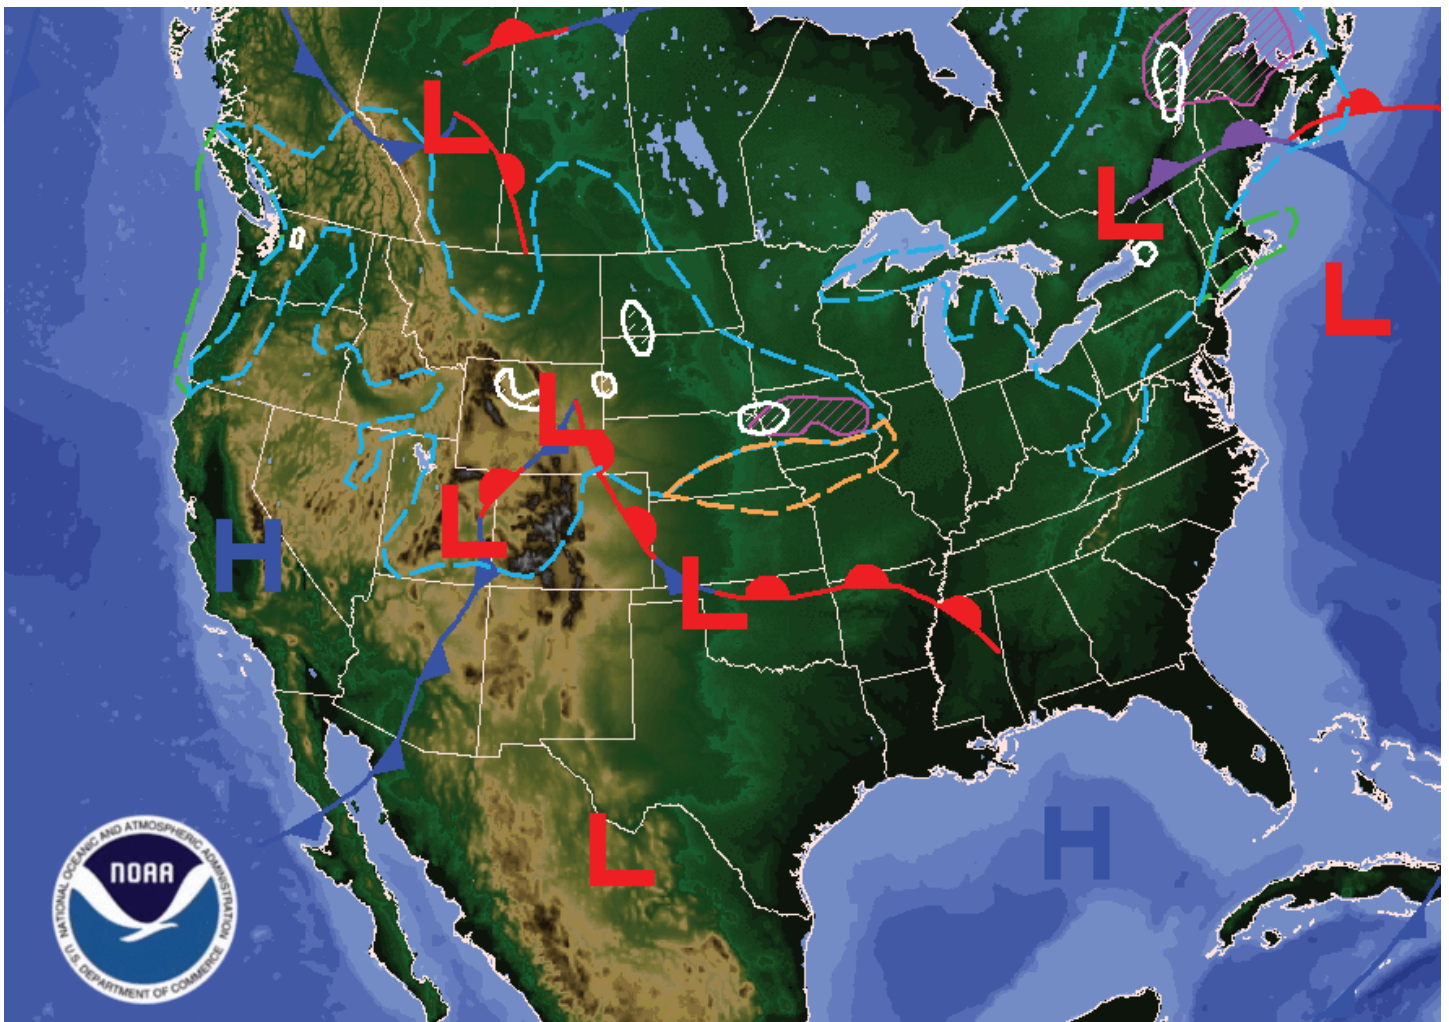 L
L
L
L
H
L
L
L
H
NATIONAL OCEANIC AND ATMOSPHERIC ADMINISTRATION
NOAA
U.S. DEPARTMENT OF COMMERCE